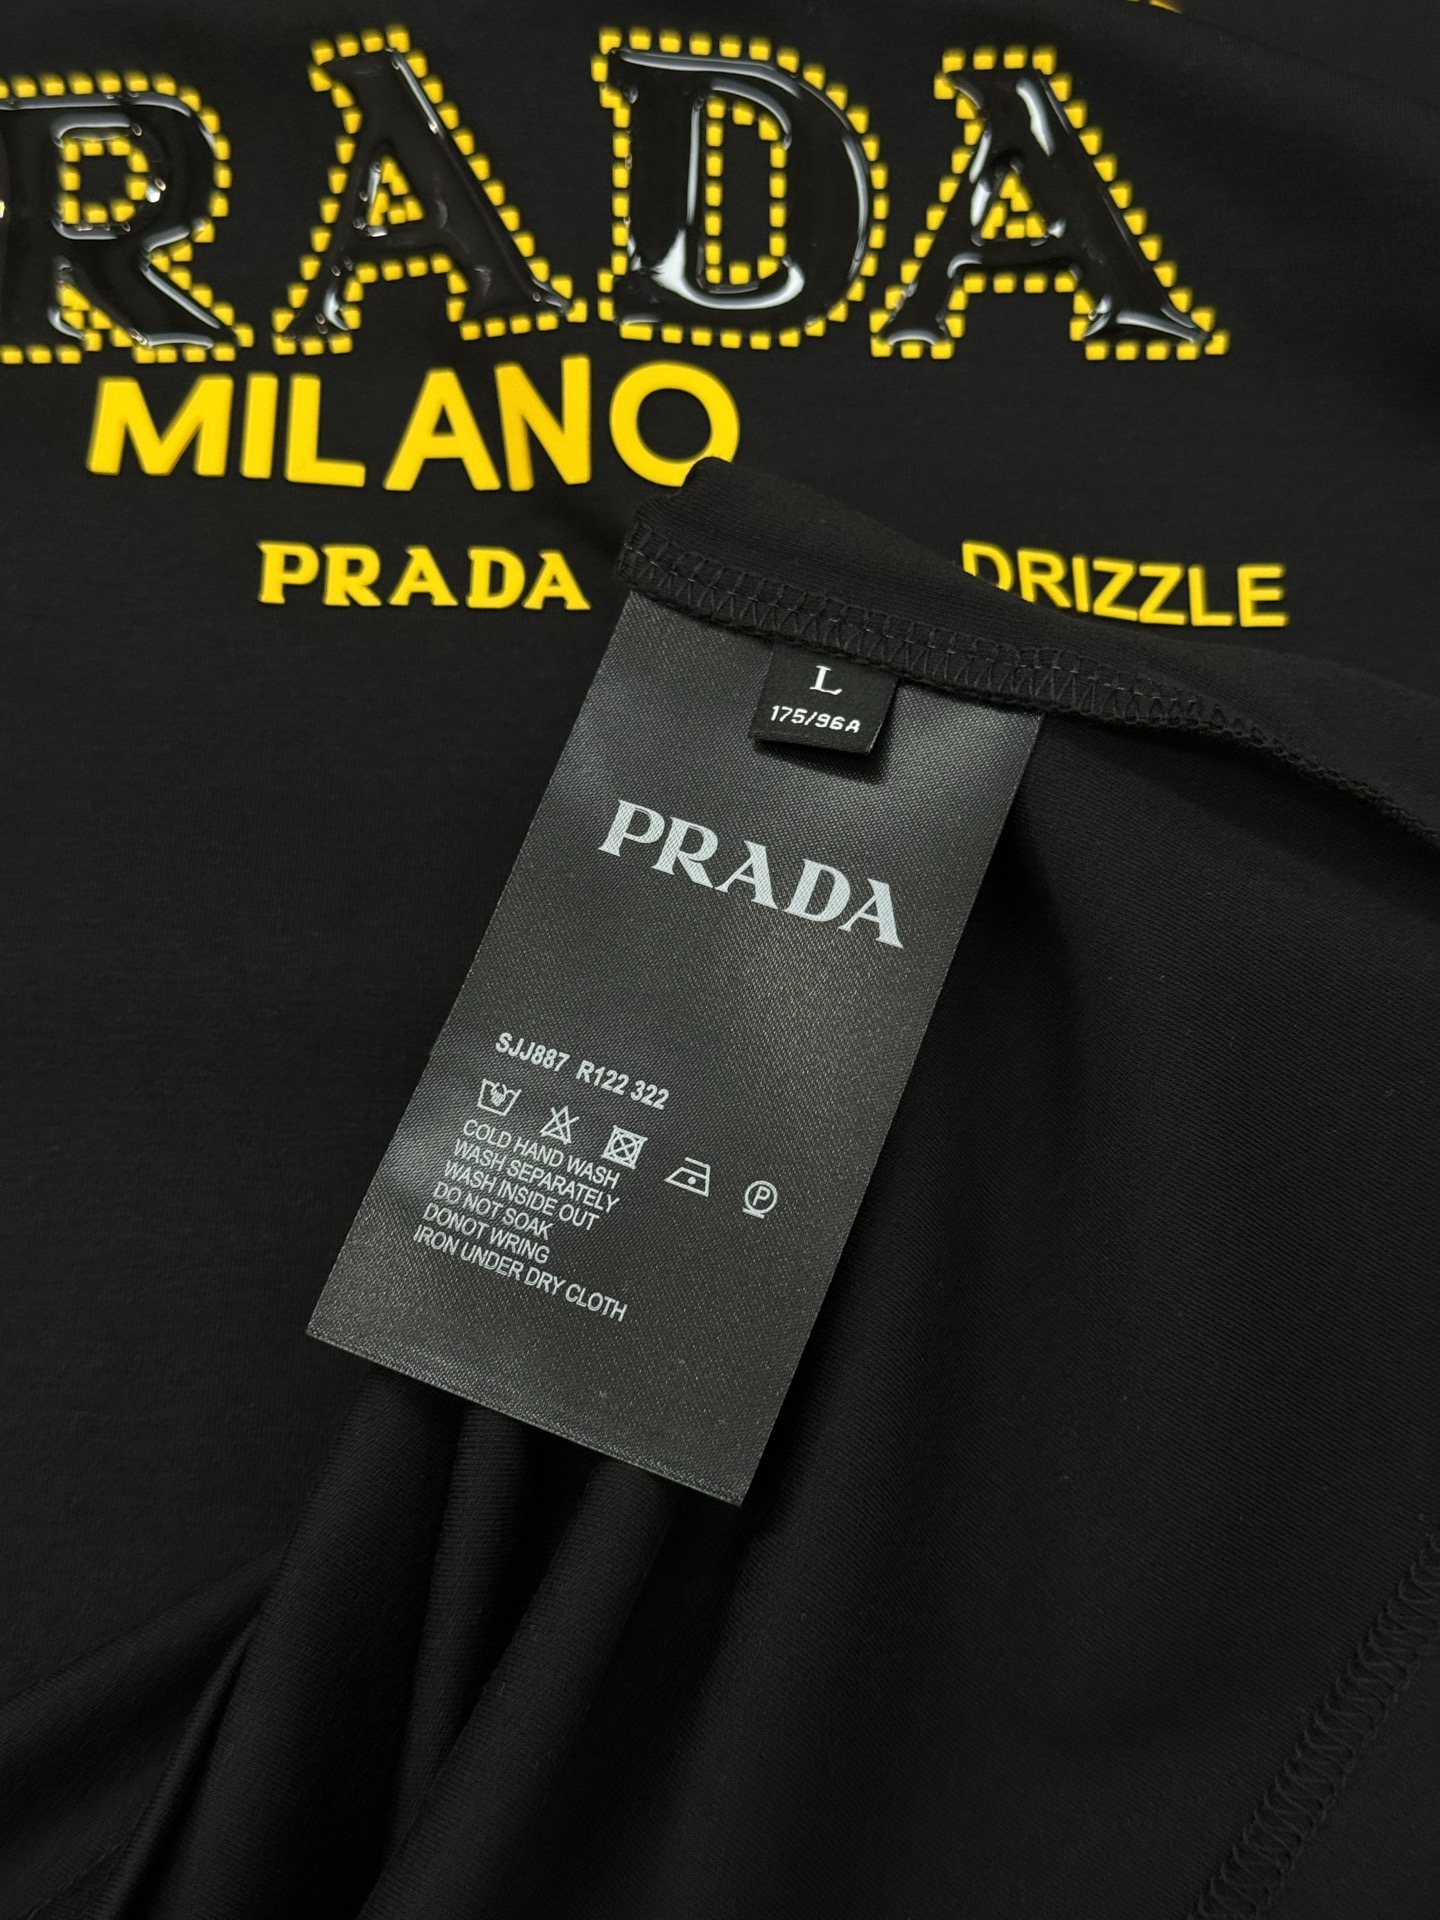 RADA
MILANO
PRADA
DRIZZLE
L
175/96A
PRADA
SJJ887 R122 322
P
COLD HAND WASH
WASH SEPARATELY
WASH INSIDE OUT
DO NOT SOAK
DONOT WRING
IRON UNDER DRY CLOTH